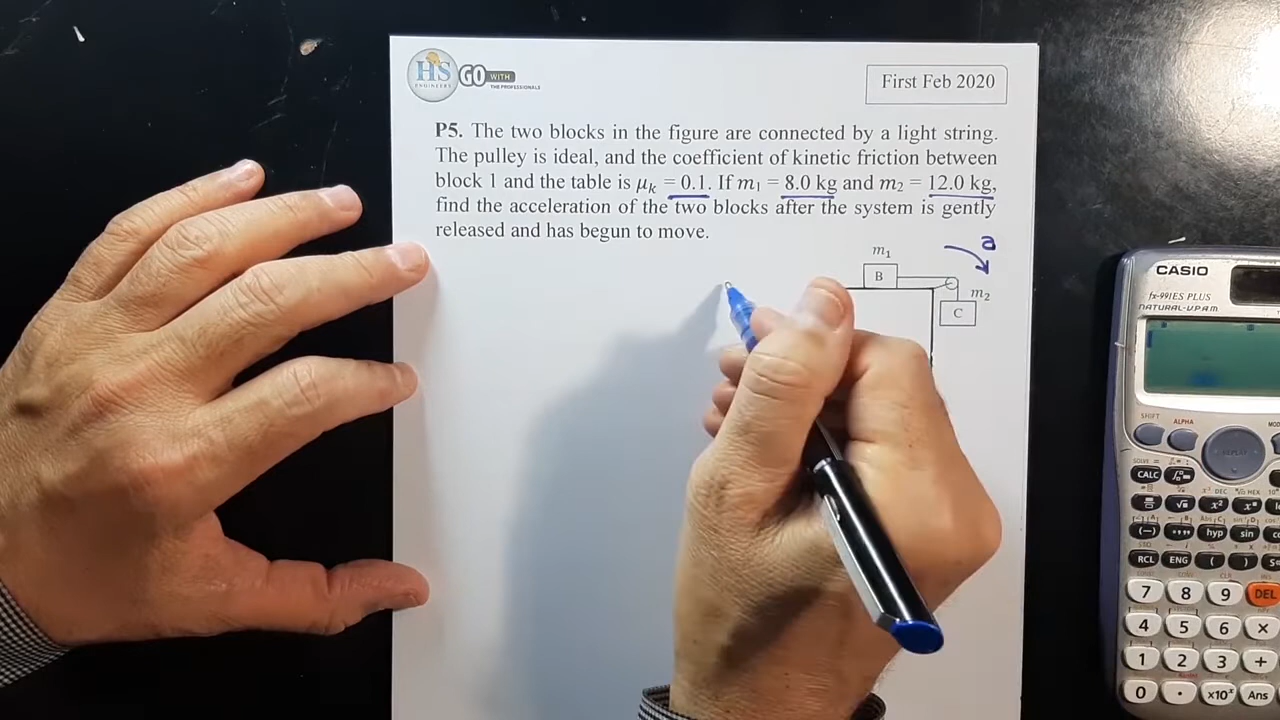 HS
ENGINEERS
GO WITH
THE PROFESSIONALS
First Feb 2020
P5. The two blocks in the figure are connected by a light string.
The pulley is ideal, and the coefficient of kinetic friction between
block 1 and the table is μk = 0.1. If m1 = 8.0 kg and m2 = 12.0 kg,
find the acceleration of the two blocks after the system is gently
released and has begun to move.
a
m1
B
m2
C
CASIO
fx-991ES PLUS
NATURAL-V.P.A.M.
SHIFT ALPHA
REPLAY
SOLVE =
CALC
x² 
(−) hyp sin
STO
RCL ENG ( )
7 8 9 DEL
4 5 6 ×
1 2 3 +
0 · ×10ˣ Ans